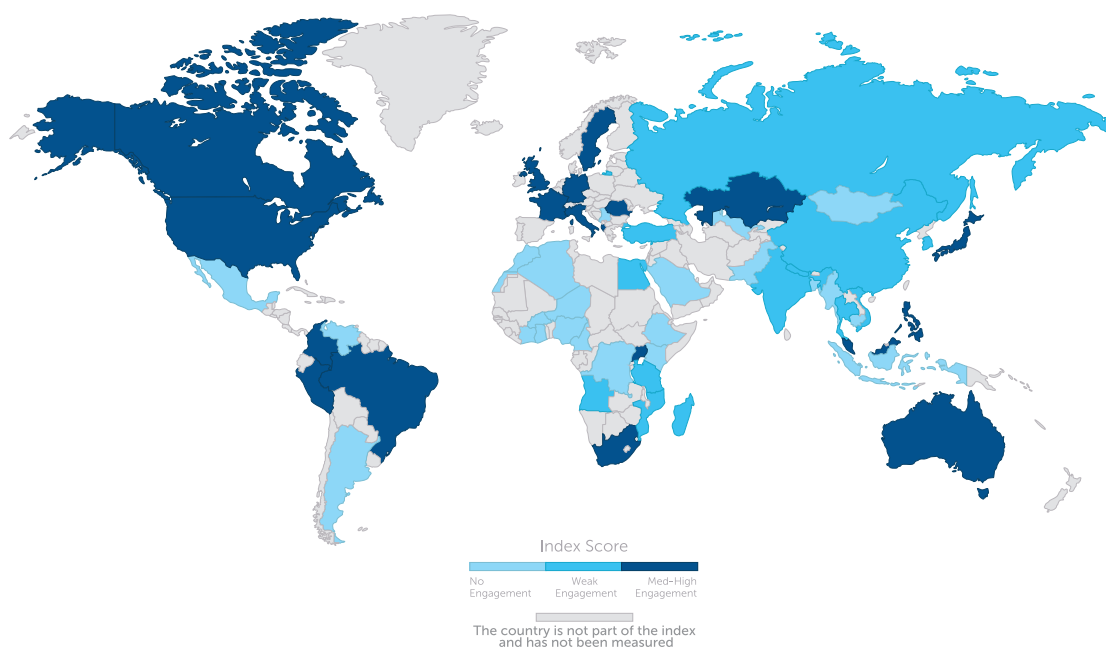 Index Score
No
Engagement
Weak
Engagement
Med–High
Engagement
The country is not part of the index
and has not been measured